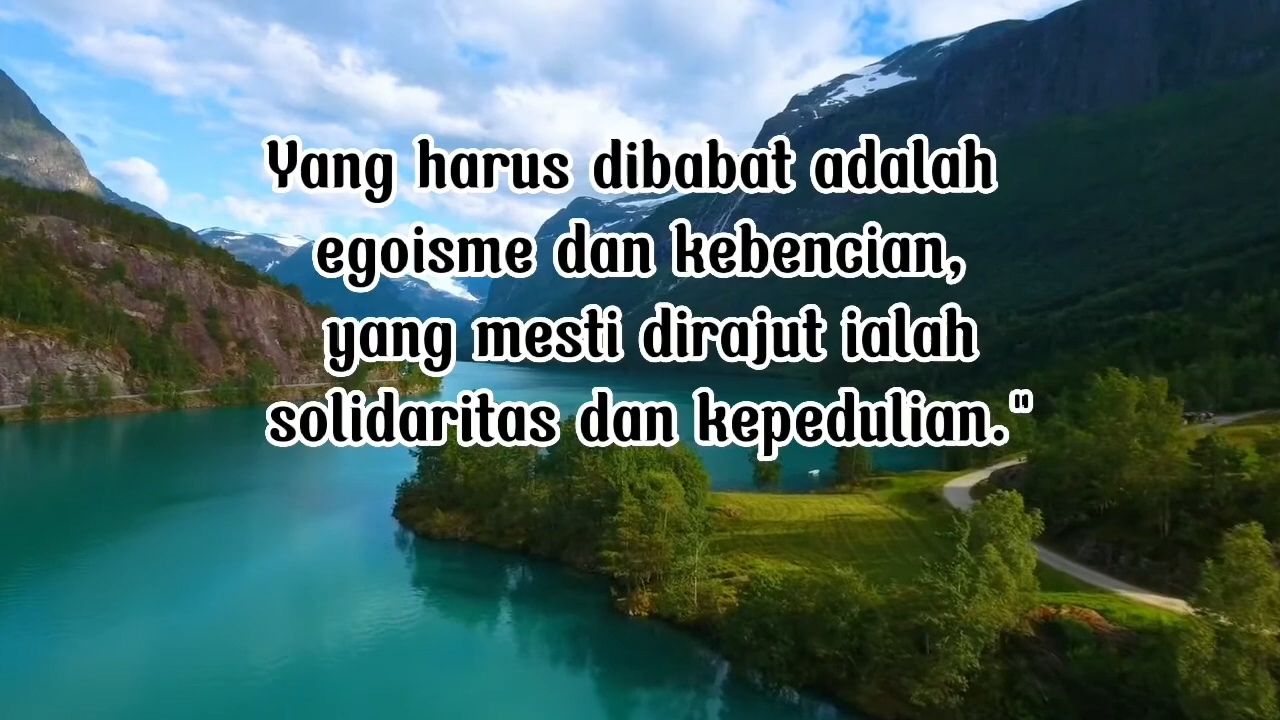 Yang harus dibabat adalah
egoisme dan kebencian,
yang mesti dirajut ialah
solidaritas dan kepedulian."